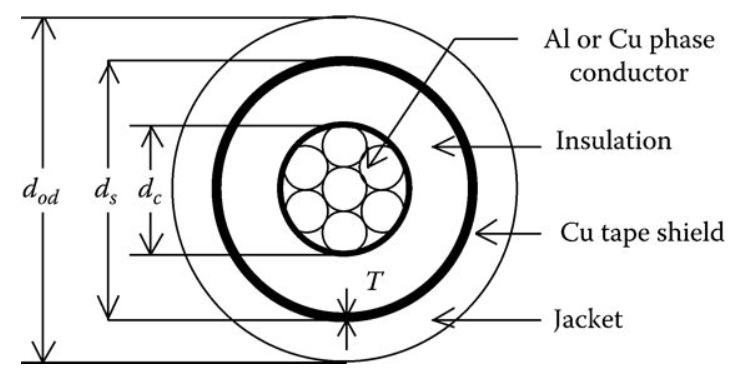 Al or Cu phase
conductor
Insulation
d_od
d_s
d_c
Cu tape shield
T
Jacket